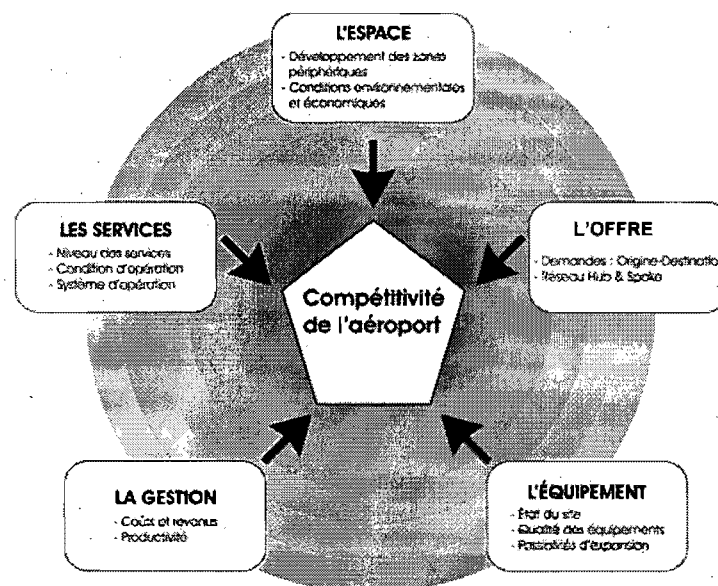 L'ESPACE
- Développement des zones
périphériques
- Conditions environnementales
et économiques
LES SERVICES
- Niveau des services
- Condition d'opération
- Système d'opération
L'OFFRE
- Demandes : Origine-Destinatio
- Réseau Hub & Spoke
Compétitivité
de l'aéroport
LA GESTION
- Coûts et revenus
- Productivité
L'ÉQUIPEMENT
- État du site
- Qualité des équipements
- Possibilités d'expansion